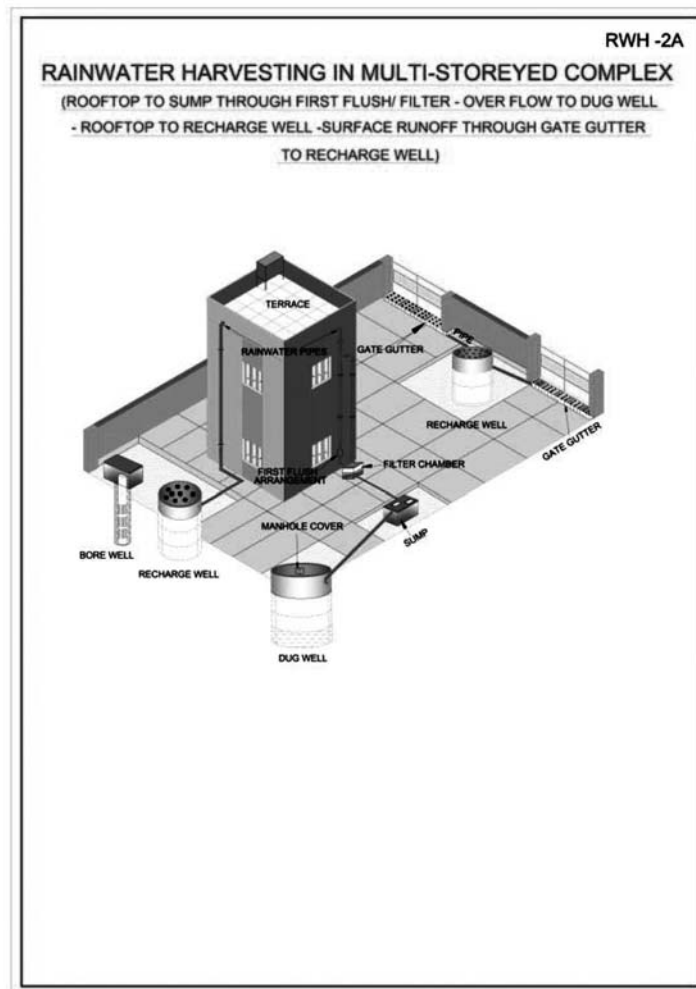 RWH -2A
RAINWATER HARVESTING IN MULTI-STOREYED COMPLEX
(ROOFTOP TO SUMP THROUGH FIRST FLUSH/ FILTER - OVER FLOW TO DUG WELL
- ROOFTOP TO RECHARGE WELL -SURFACE RUNOFF THROUGH GATE GUTTER
TO RECHARGE WELL)
TERRACE
RAINWATER PIPES
GATE GUTTER
PIPE
RECHARGE WELL
GATE GUTTER
FILTER CHAMBER
FIRST FLUSH
ARRANGEMENT
MANHOLE COVER
SUMP
BORE WELL
RECHARGE WELL
DUG WELL